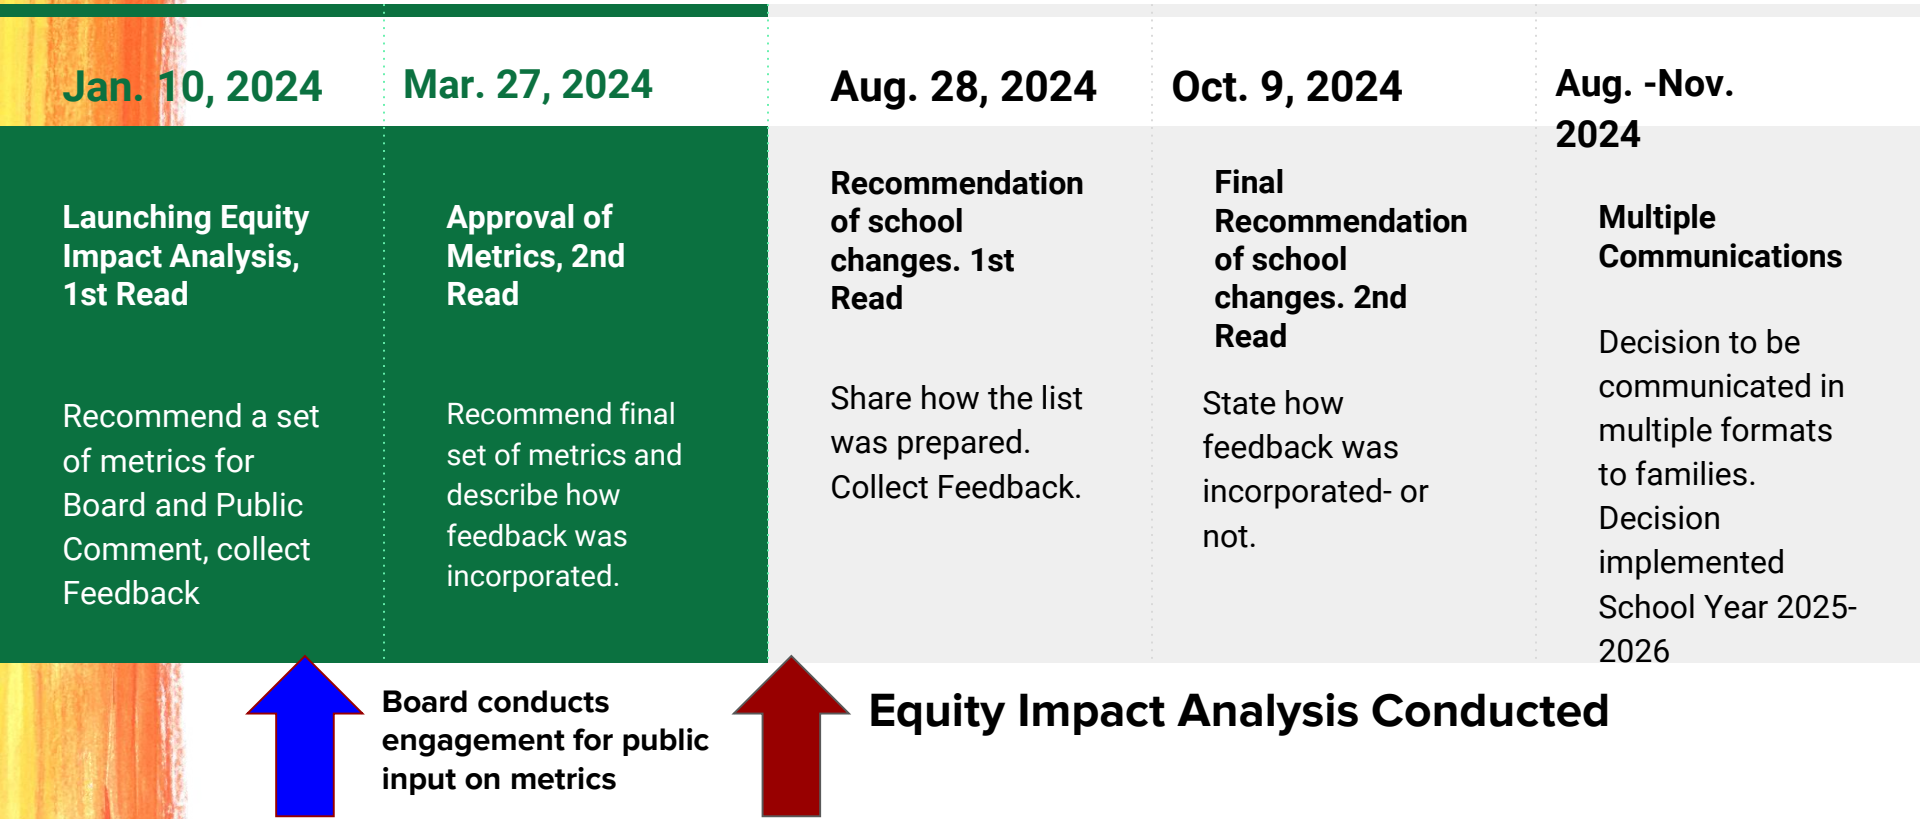 Jan. 10, 2024
Launching Equity
Impact Analysis,
1st Read
Recommend a set
of metrics for
Board and Public
Comment, collect
Feedback
Mar. 27, 2024
Approval of
Metrics, 2nd
Read
Recommend final
set of metrics and
describe how
feedback was
incorporated.
Aug. 28, 2024
Recommendation
of school
changes. 1st
Read
Share how the list
was prepared.
Collect Feedback.
Oct. 9, 2024
Final
Recommendation
of school
changes. 2nd
Read
State how
feedback was
incorporated- or
not.
Aug. -Nov.
2024
Multiple
Communications
Decision to be
communicated in
multiple formats
to families.
Decision
implemented
School Year 2025-
2026
Board conducts
engagement for public
input on metrics
Equity Impact Analysis Conducted